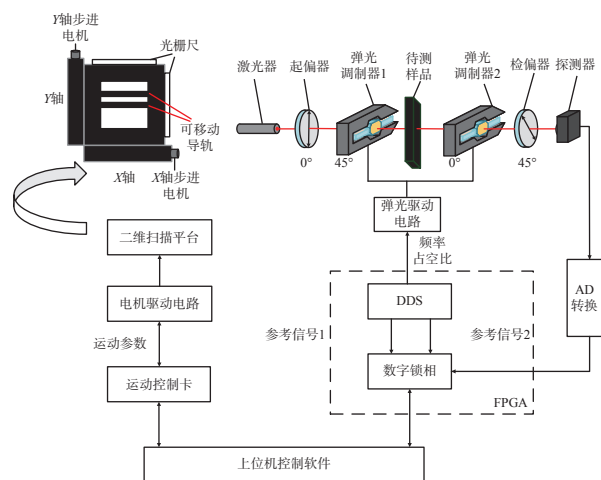 Y轴步进
电机
光栅尺
Y轴
可移动
导轨
X轴
X轴步进
电机
激光器
起偏器
弹光
调制器1
待测
样品
弹光
调制器2
检偏器
探测器
0°
45°
0°
45°
弹光驱动
电路
频率
占空比
二维扫描平台
电机驱动电路
运动参数
运动控制卡
DDS
参考信号1
参考信号2
数字锁相
FPGA
AD
转换
上位机控制软件